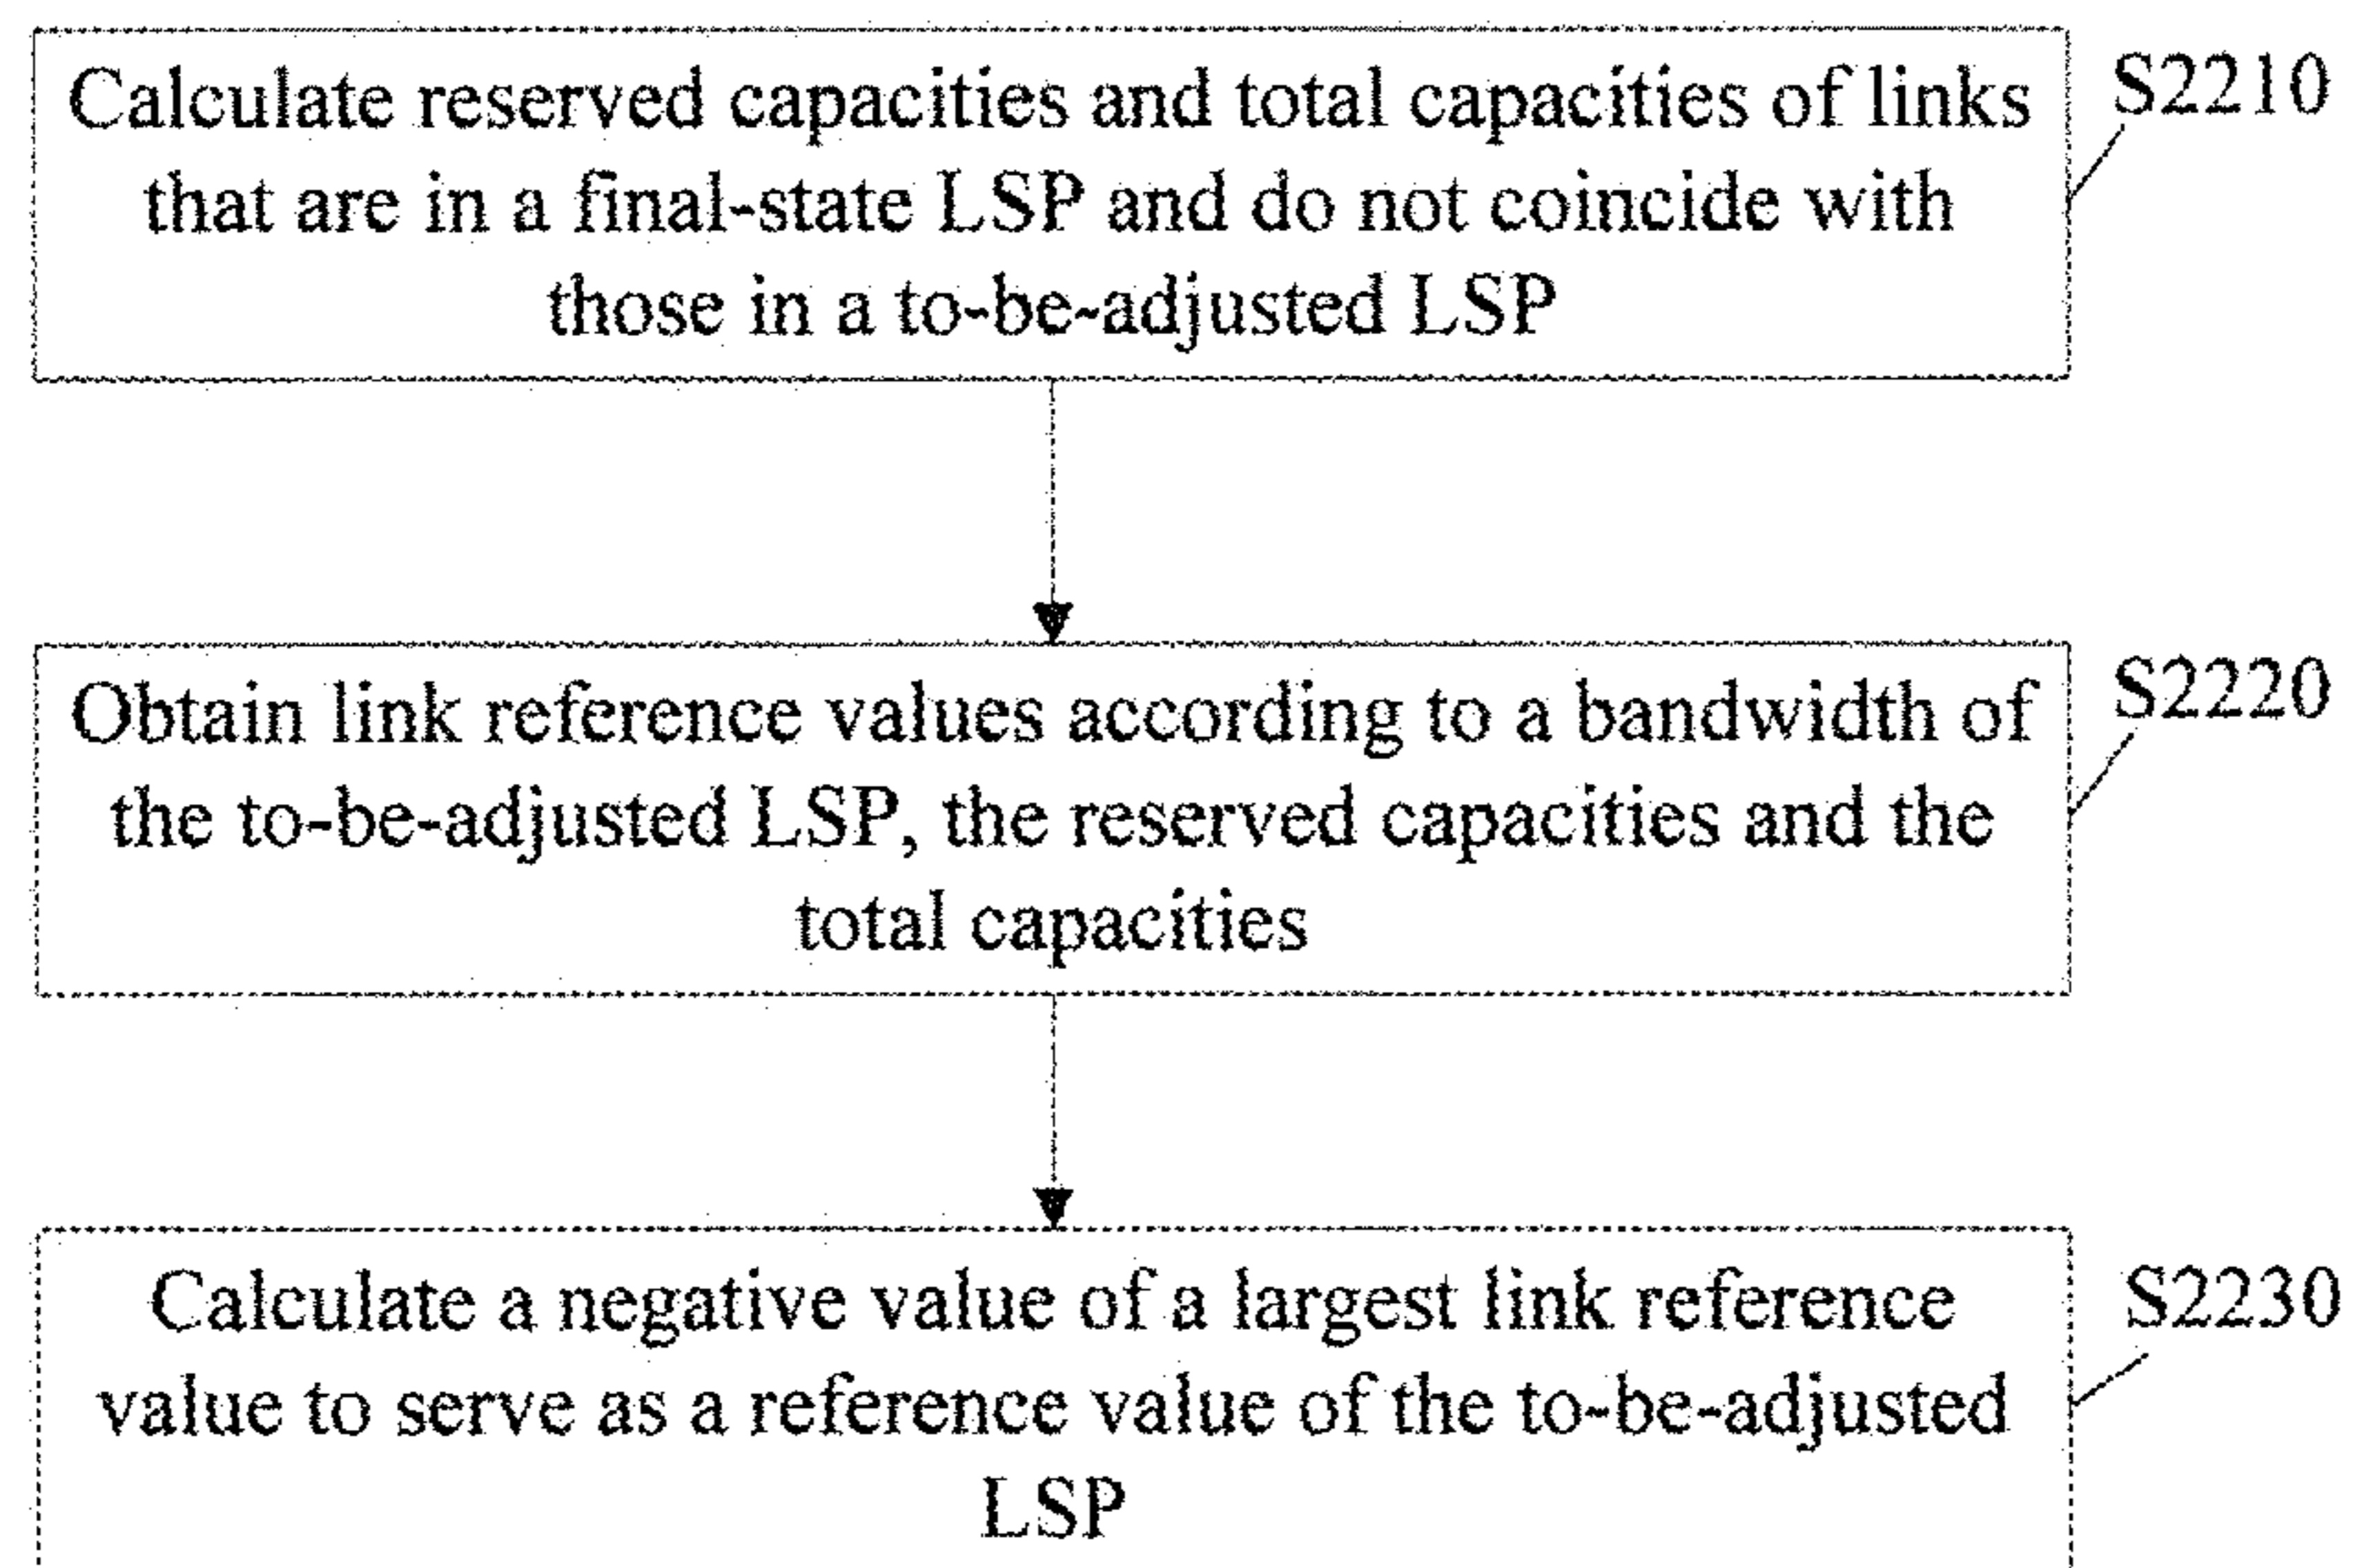 Calculate reserved capacities and total capacities of links
that are in a final-state LSP and do not coincide with
those in a to-be-adjusted LSP
S2210
Obtain link reference values according to a bandwidth of
the to-be-adjusted LSP, the reserved capacities and the
total capacities
S2220
Calculate a negative value of a largest link reference
value to serve as a reference value of the to-be-adjusted
LSP
S2230